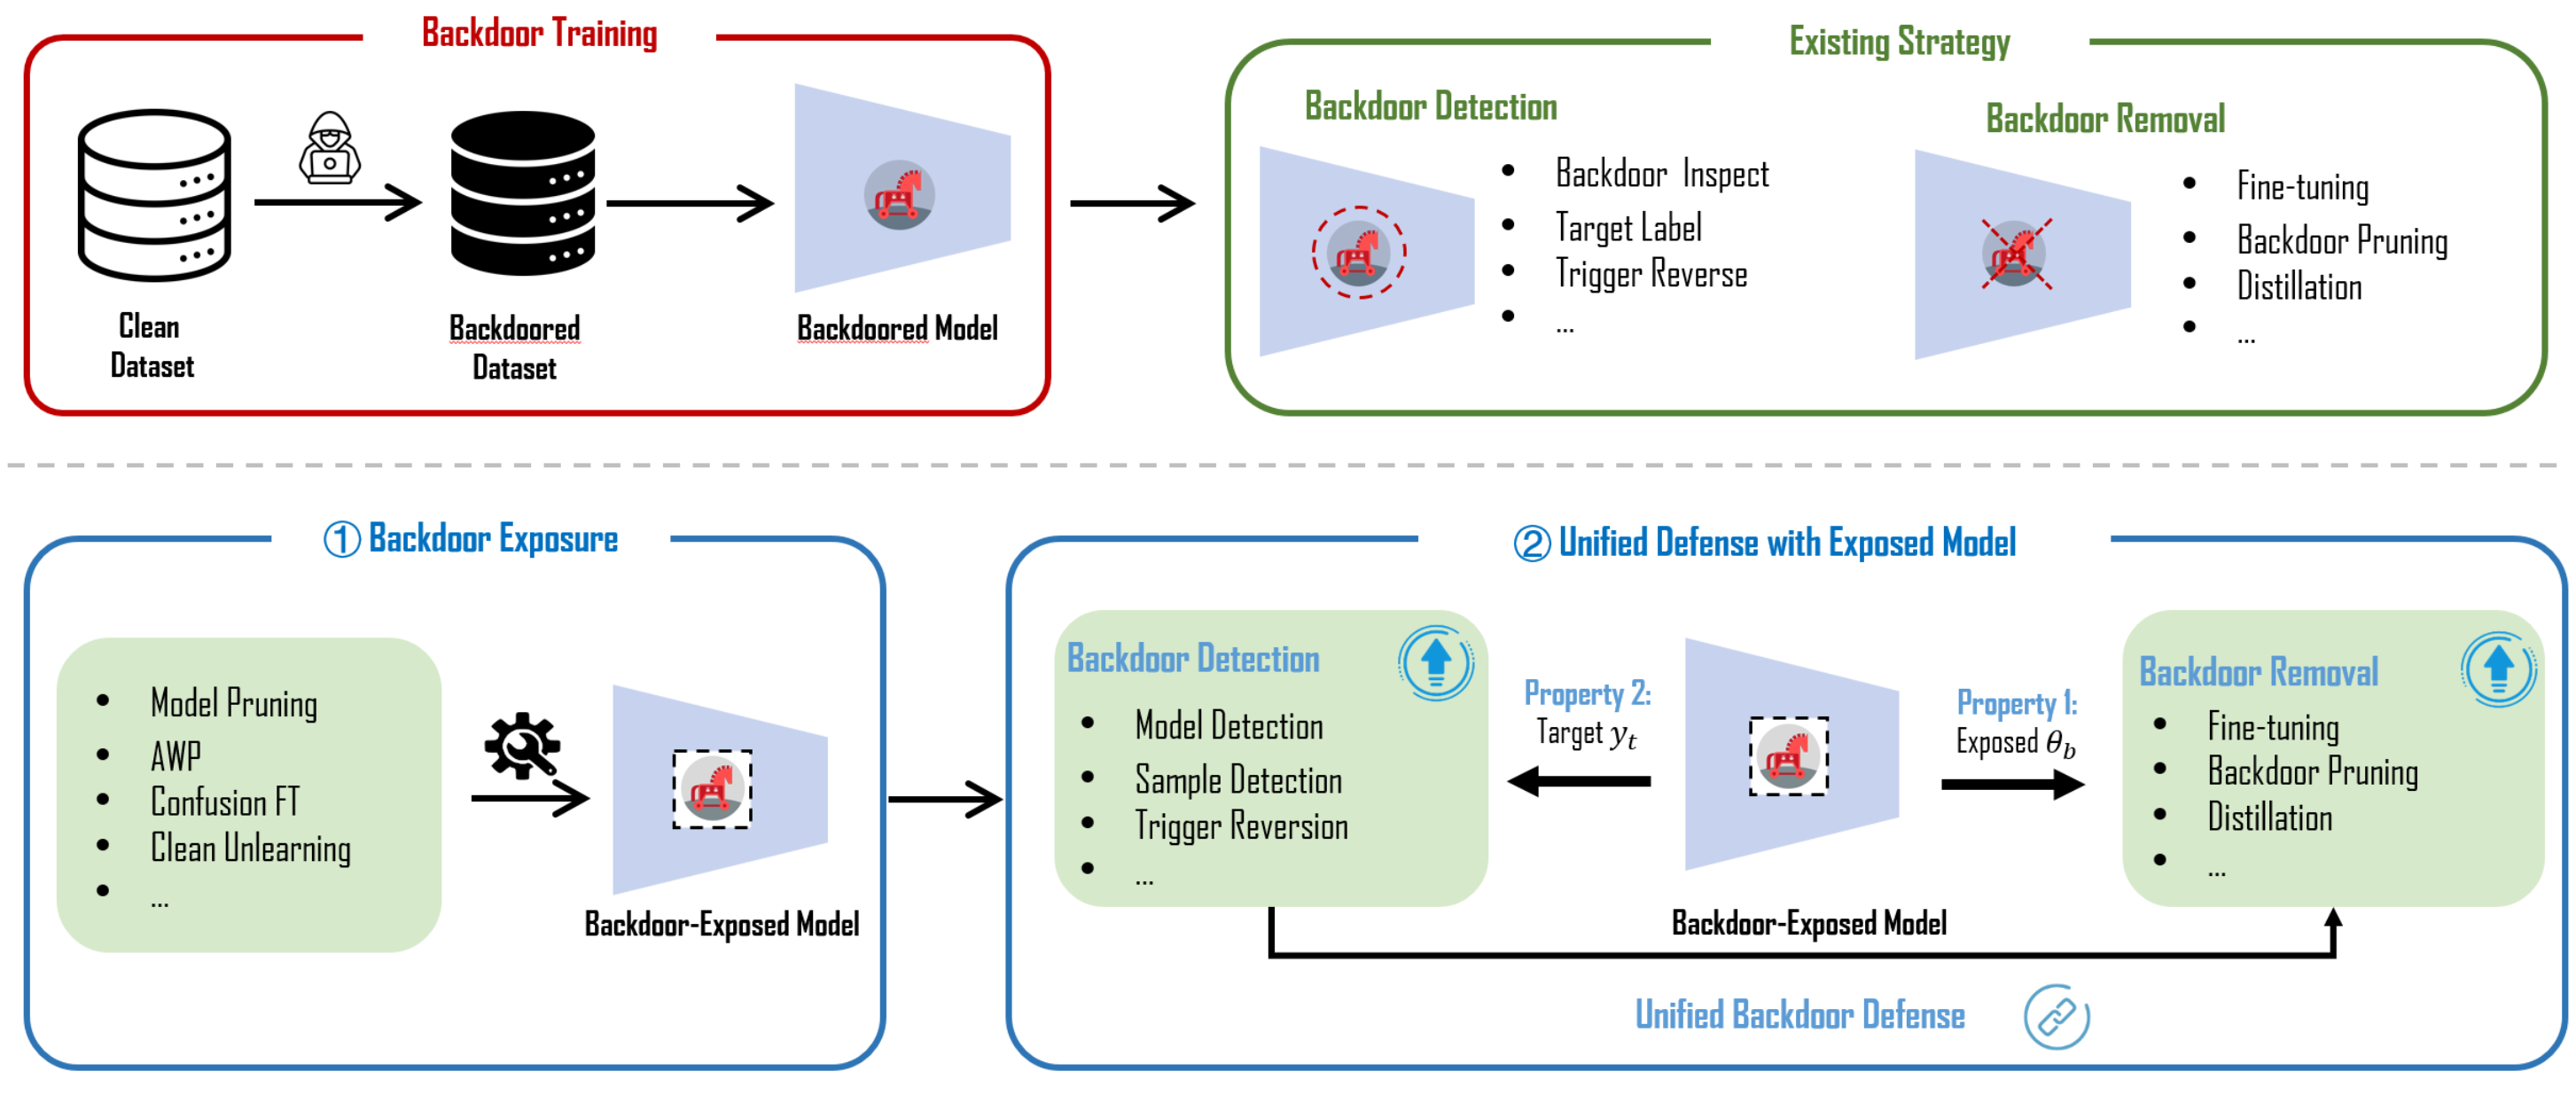 Backdoor Training
Clean
Dataset
Backdoored
Dataset
Backdoored Model
Existing Strategy
Backdoor Detection
• Backdoor Inspect
• Target Label
• Trigger Reverse
• ...
Backdoor Removal
• Fine-tuning
• Backdoor Pruning
• Distillation
• ...
① Backdoor Exposure
• Model Pruning
• AWP
• Confusion FT
• Clean Unlearning
• ...
Backdoor-Exposed Model
② Unified Defense with Exposed Model
Backdoor Detection
• Model Detection
• Sample Detection
• Trigger Reversion
• ...
Property 2:
Target $y_t$
Backdoor-Exposed Model
Property 1:
Exposed $\theta_b$
Backdoor Removal
• Fine-tuning
• Backdoor Pruning
• Distillation
• ...
Unified Backdoor Defense